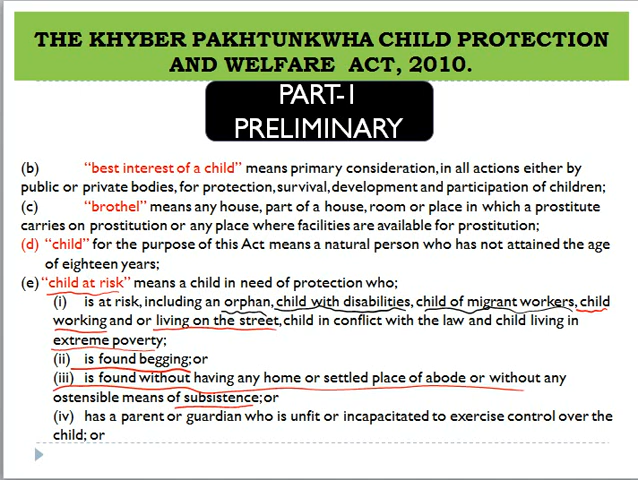 THE KHYBER PAKHTUNKWHA CHILD PROTECTION
AND WELFARE ACT, 2010.
PART-1
PRELIMINARY
(b) “best interest of a child” means primary consideration, in all actions either by
public or private bodies, for protection, survival, development and participation of children;
(c) “brothel” means any house, part of a house, room or place in which a prostitute
carries on prostitution or any place where facilities are available for prostitution;
(d) “child” for the purpose of this Act means a natural person who has not attained the age
of eighteen years;
(e) “child at risk” means a child in need of protection who;
(i) is at risk, including an orphan, child with disabilities, child of migrant workers, child
working and or living on the street, child in conflict with the law and child living in
extreme poverty;
(ii) is found begging; or
(iii) is found without having any home or settled place of abode or without any
ostensible means of subsistence; or
(iv) has a parent or guardian who is unfit or incapacitated to exercise control over the
child; or